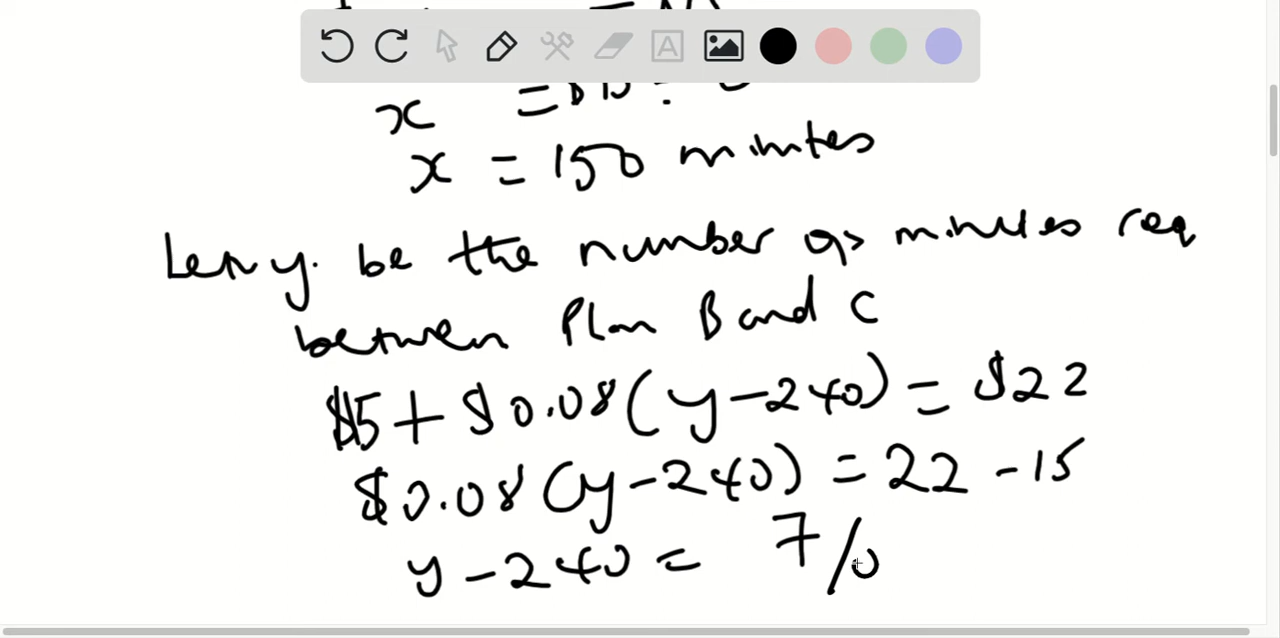 x = $15 ÷
x = 150 minutes
Let y. be the number of minutes req
between Plan B and C
$15 + $0.08(y-240) = $22
$0.08(y-240) = 22 - 15
y - 240 = 7/0